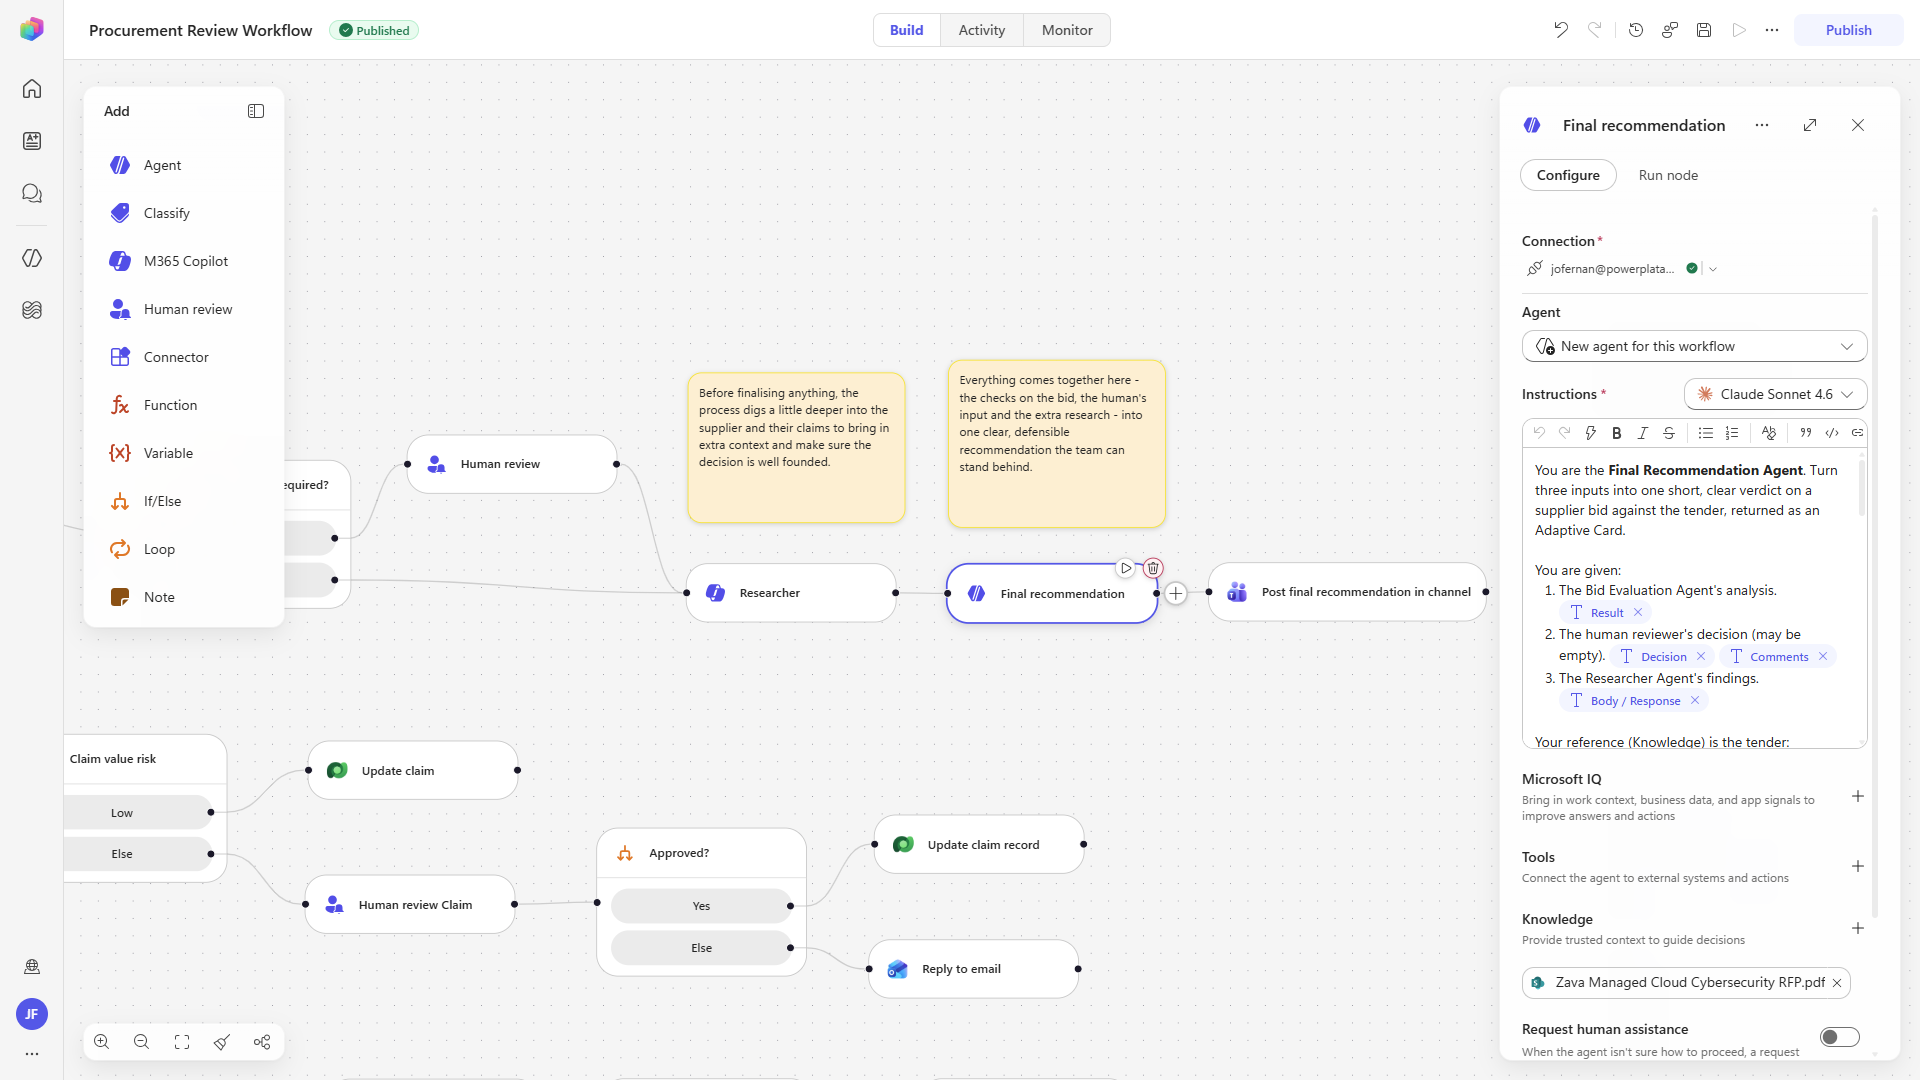 Procurement Review Workflow
Published
Build
Activity
Monitor
Publish
Add
Agent
Classify
M365 Copilot
Human review
Connector
Function
Variable
If/Else
Loop
Note
equired?
Human review
Before finalising anything, the
process digs a little deeper into the
supplier and their claims to bring in
extra context and make sure the
decision is well founded.
Everything comes together here -
the checks on the bid, the human's
input and the extra research - into
one clear, defensible
recommendation the team can
stand behind.
Researcher
Final recommendation
Post final recommendation in channel
Claim value risk
Low
Else
Update claim
Human review Claim
Approved?
Yes
Else
Update claim record
Reply to email
JF
Final recommendation
Configure
Run node
Connection*
jofernan@powerplata...
Agent
New agent for this workflow
Instructions *
Claude Sonnet 4.6
You are the Final Recommendation Agent. Turn
three inputs into one short, clear verdict on a
supplier bid against the tender, returned as an
Adaptive Card.
You are given:
1. The Bid Evaluation Agent's analysis.
Result
2. The human reviewer's decision (may be
empty). Decision Comments
3. The Researcher Agent's findings.
Body / Response
Your reference (Knowledge) is the tender:
Microsoft IQ
Bring in work context, business data, and app signals to
improve answers and actions
Tools
Connect the agent to external systems and actions
Knowledge
Provide trusted context to guide decisions
Zava Managed Cloud Cybersecurity RFP.pdf
Request human assistance
When the agent isn't sure how to proceed, a request